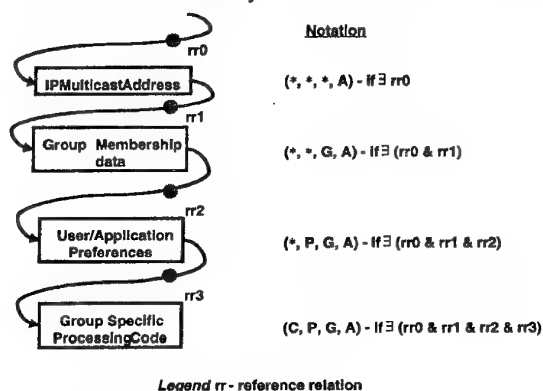 Notation
rr0
IPMulticastAddress
(*, *, *, A) - if ∃ rr0
rr1
Group Membership
data
(*, *, G, A) - if ∃ (rr0 & rr1)
rr2
User/Application
Preferences
(*, P, G, A) - if ∃ (rr0 & rr1 & rr2)
rr3
Group Specific
ProcessingCode
(C, P, G, A) - if ∃ (rr0 & rr1 & rr2 & rr3)
Legend rr - reference relation